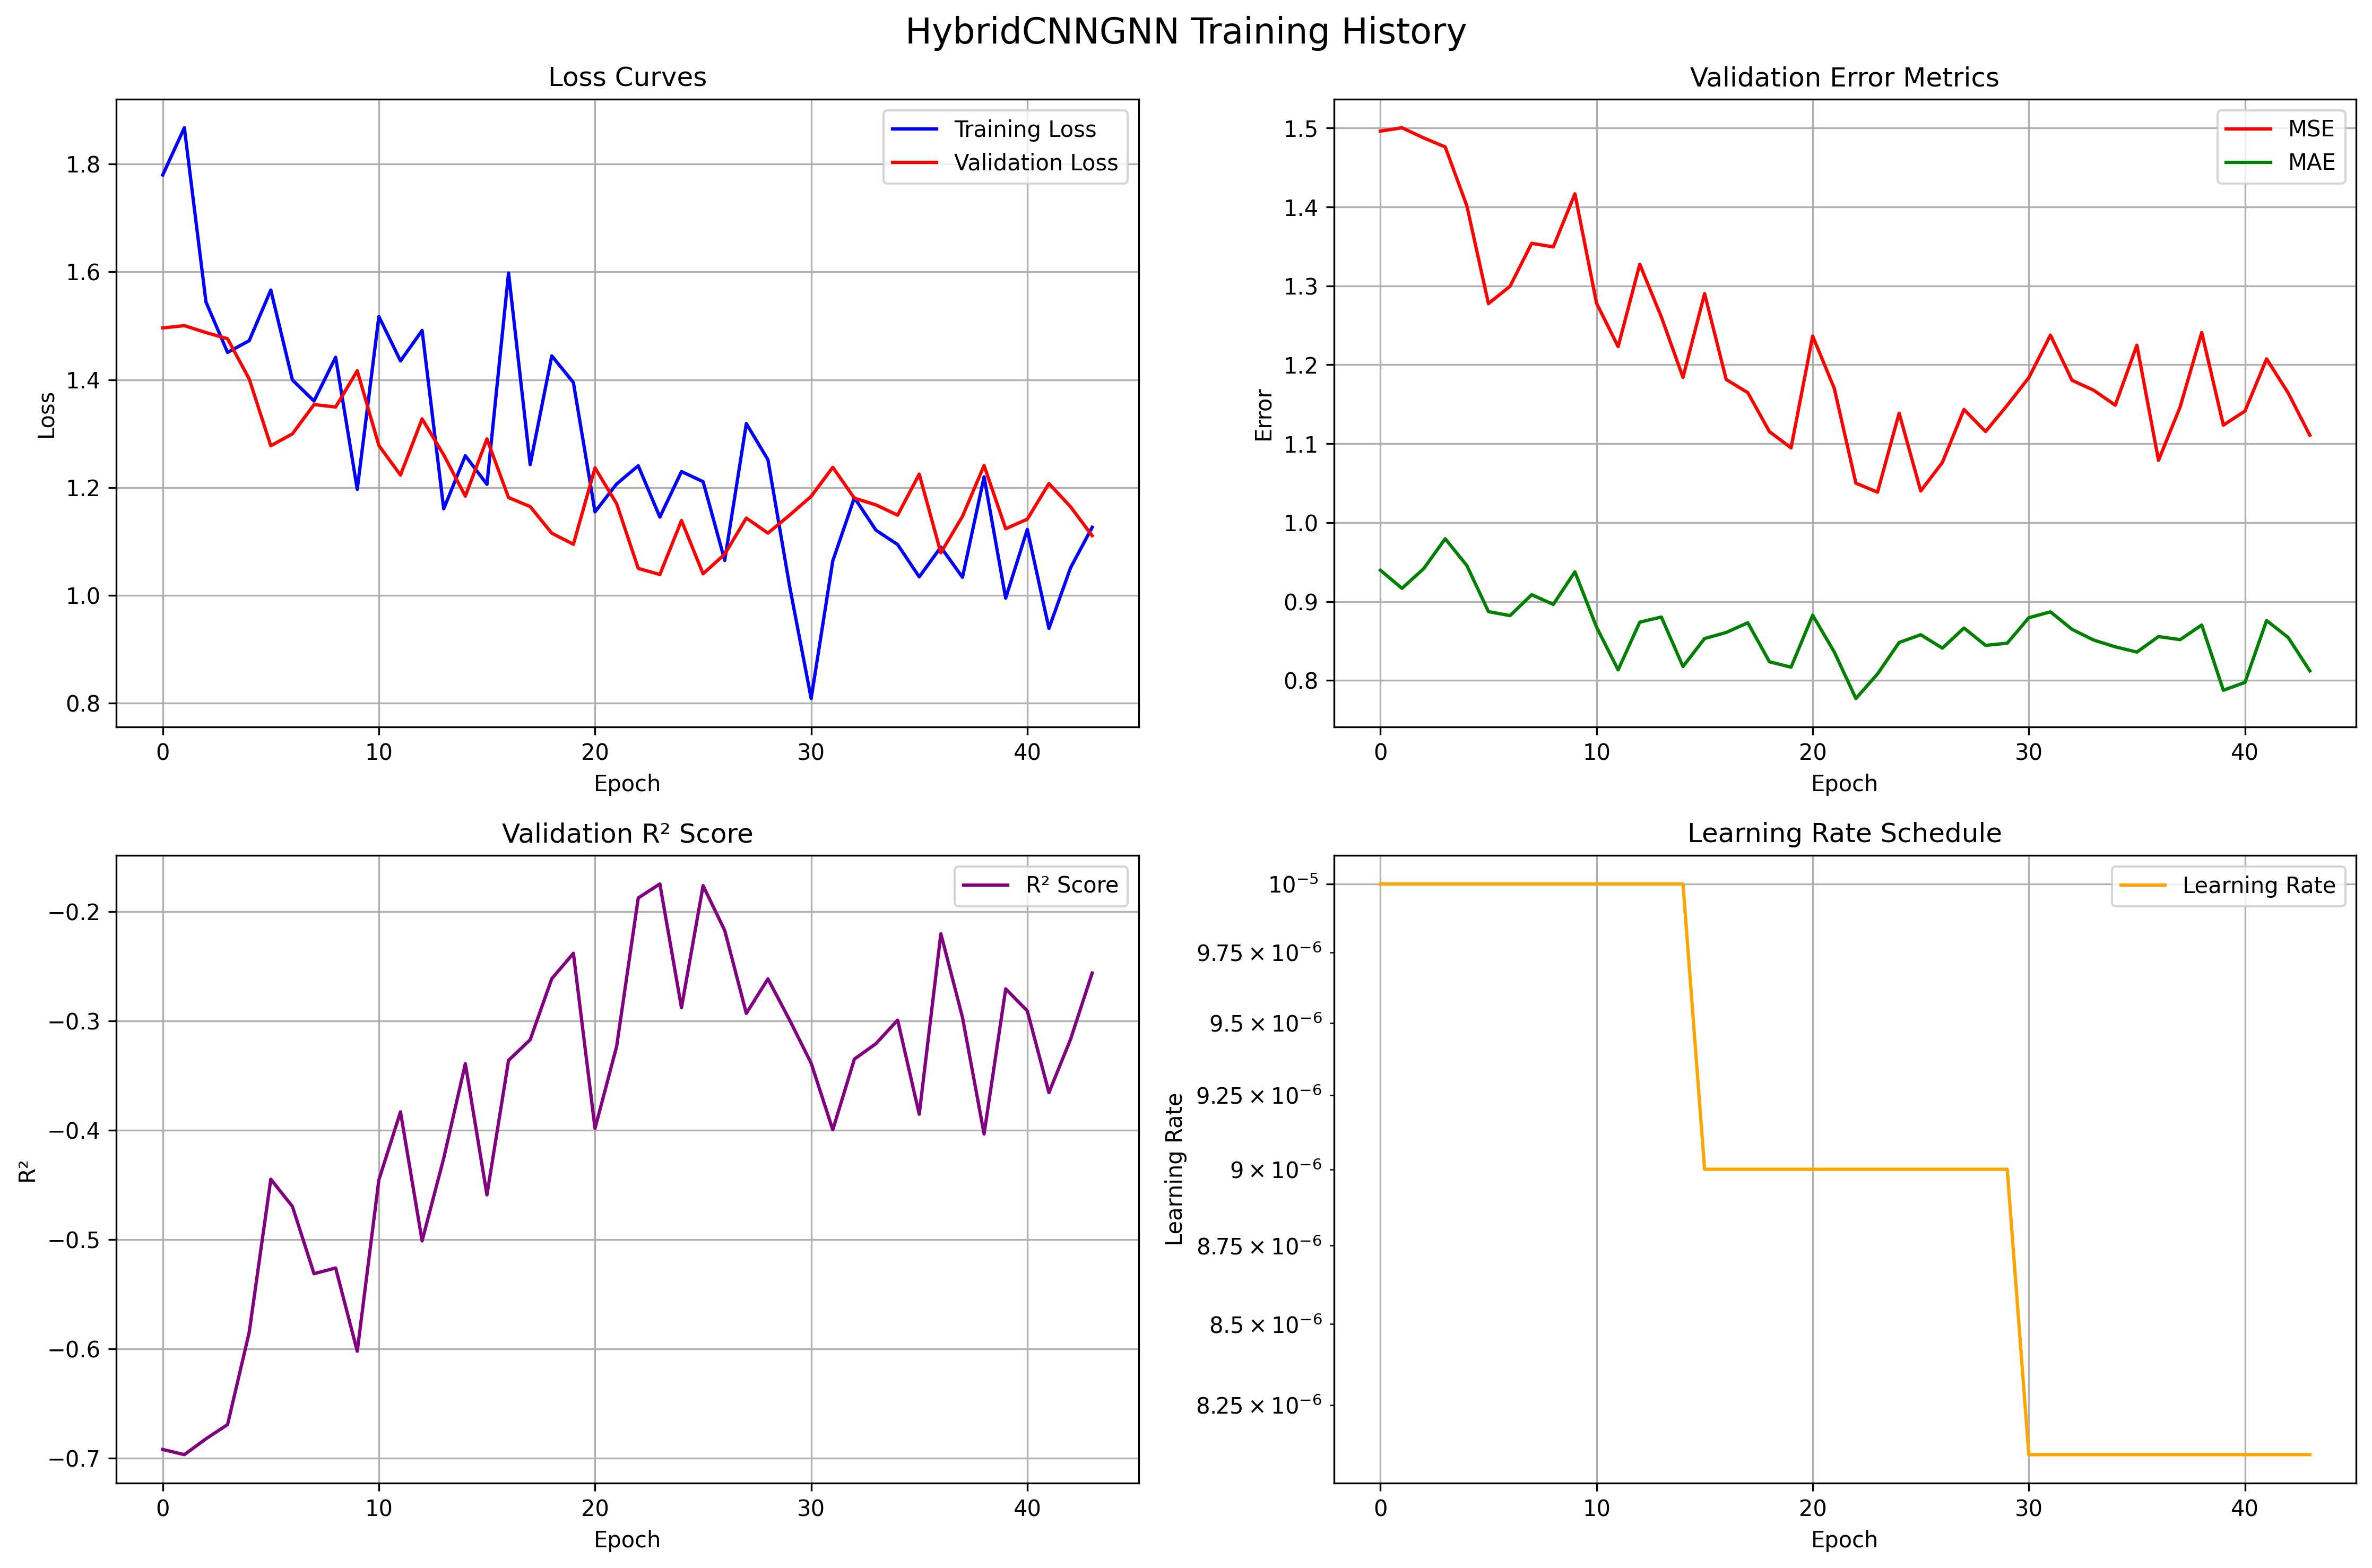 HybridCNNGNN Training History
Loss Curves
Loss
1.8
1.6
1.4
1.2
1.0
0.8
Training Loss
Validation Loss
0 10 20 30 40
Epoch
Validation Error Metrics
Error
1.5
1.4
1.3
1.2
1.1
1.0
0.9
0.8
MSE
MAE
0 10 20 30 40
Epoch
Validation R² Score
R²
−0.2
−0.3
−0.4
−0.5
−0.6
−0.7
R² Score
0 10 20 30 40
Epoch
Learning Rate Schedule
Learning Rate
10⁻⁵
9.75 × 10⁻⁶
9.5 × 10⁻⁶
9.25 × 10⁻⁶
9 × 10⁻⁶
8.75 × 10⁻⁶
8.5 × 10⁻⁶
8.25 × 10⁻⁶
Learning Rate
0 10 20 30 40
Epoch